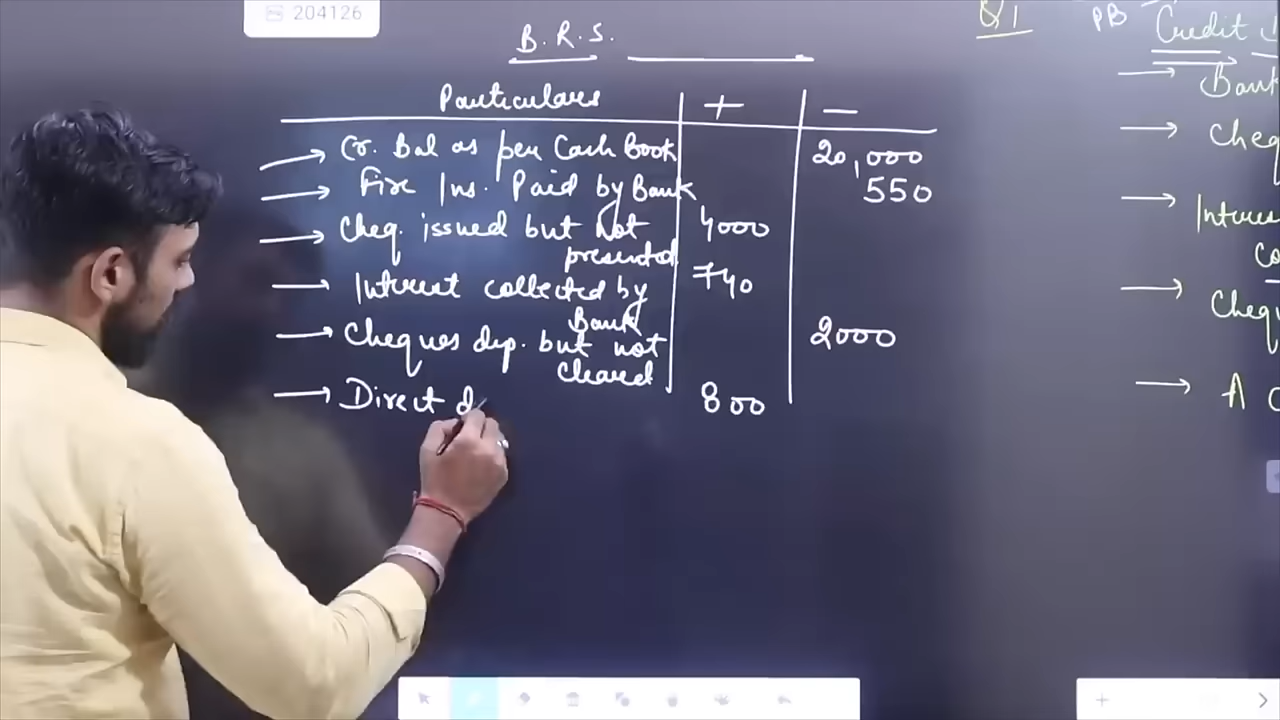 204126
B.R.S.
Particulars + −
Cr. Bal as per Cash Book 20,000
Fire Ins. Paid by Bank 550
Cheq. issued but not presented 4000
Interest collected by Bank 740
Cheques dep. but not cleared 2000
Direct d 800
Q1
PB
Credit
Bank
Cheq
Interes
Co
Chequ
A